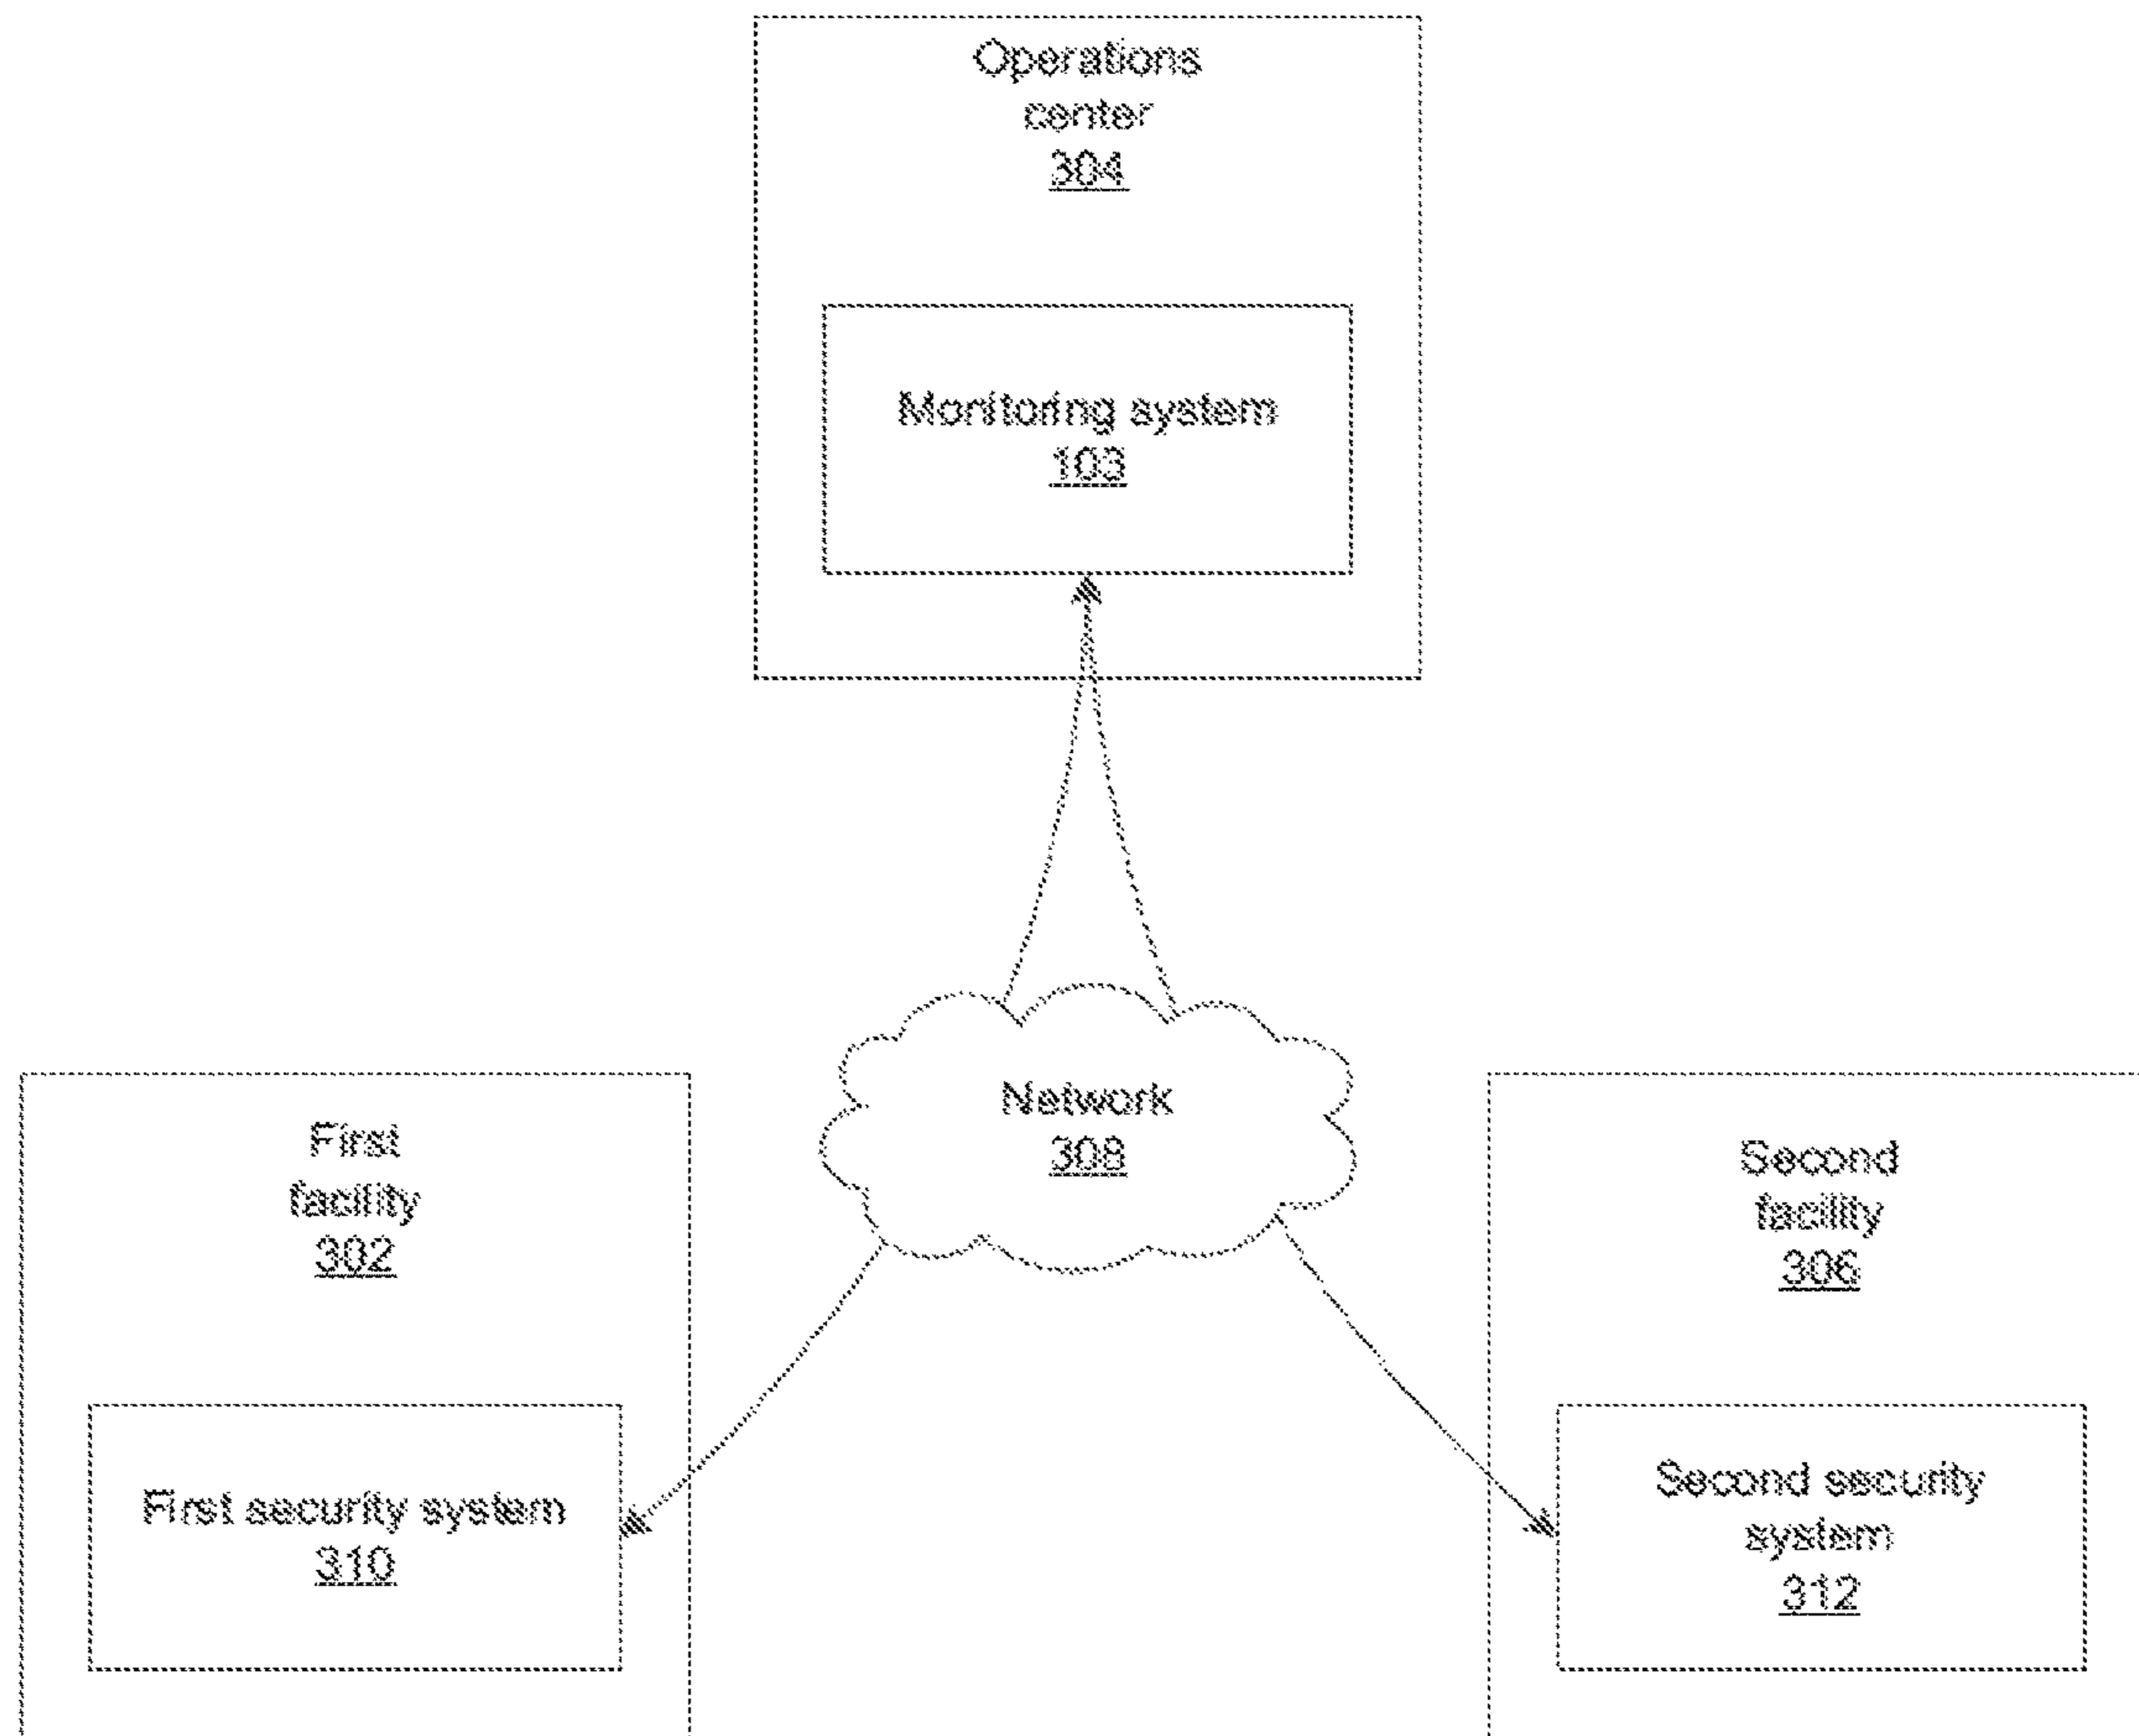 Operations
center
304
Monitoring system
103
Network
308
First
facility
302
First security system
310
Second
facility
306
Second security
system
312